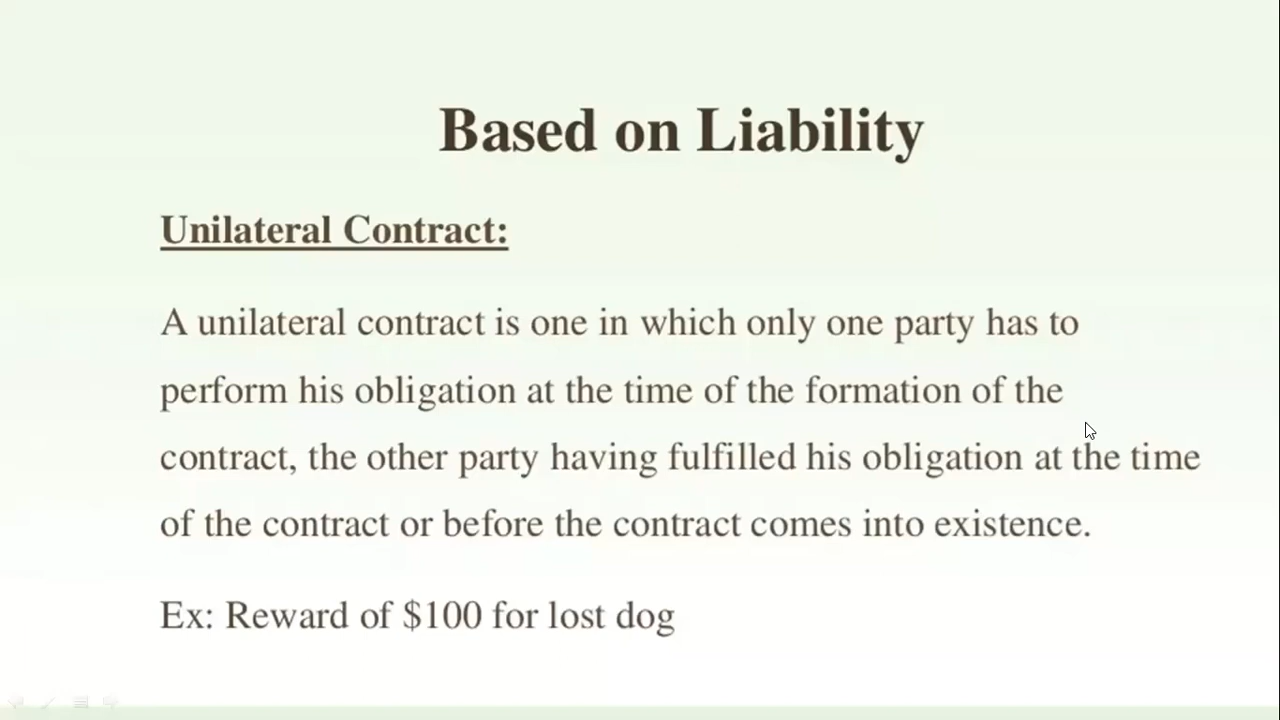 Based on Liability
Unilateral Contract:
A unilateral contract is one in which only one party has to
perform his obligation at the time of the formation of the
contract, the other party having fulfilled his obligation at the time
of the contract or before the contract comes into existence.
Ex: Reward of $100 for lost dog